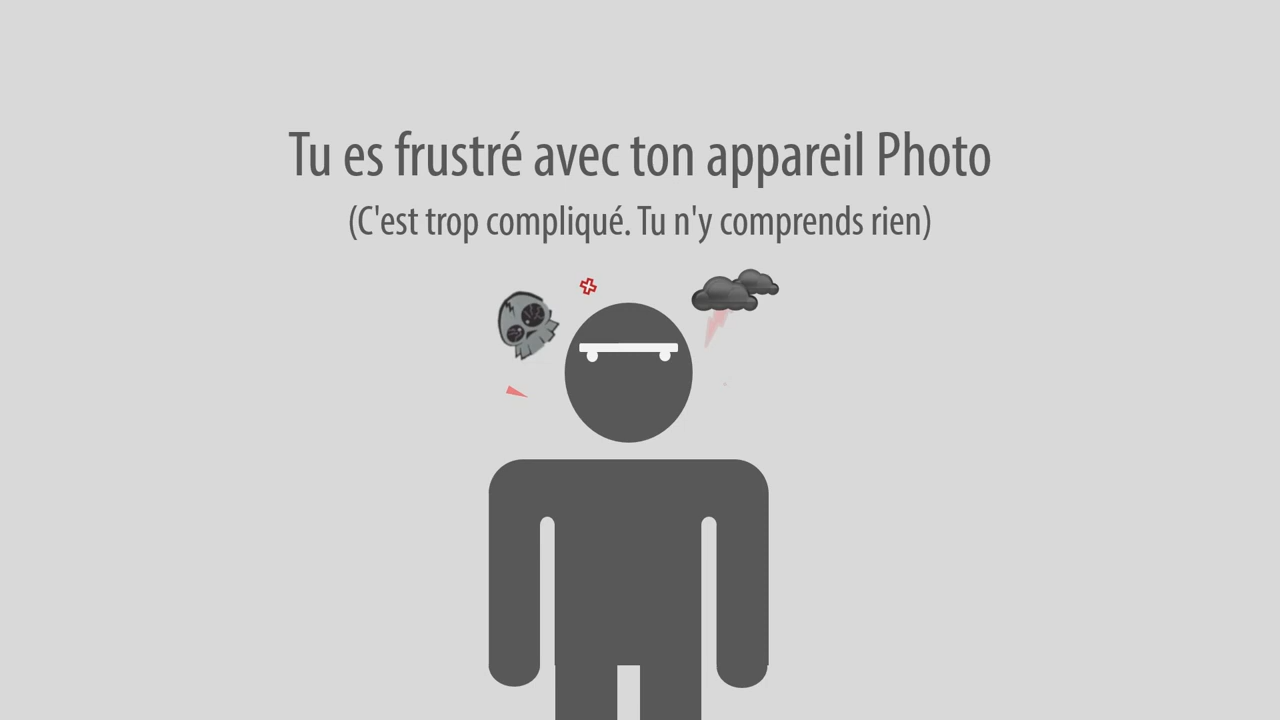 Tu es frustré avec ton appareil Photo
(C'est trop compliqué. Tu n'y comprends rien)